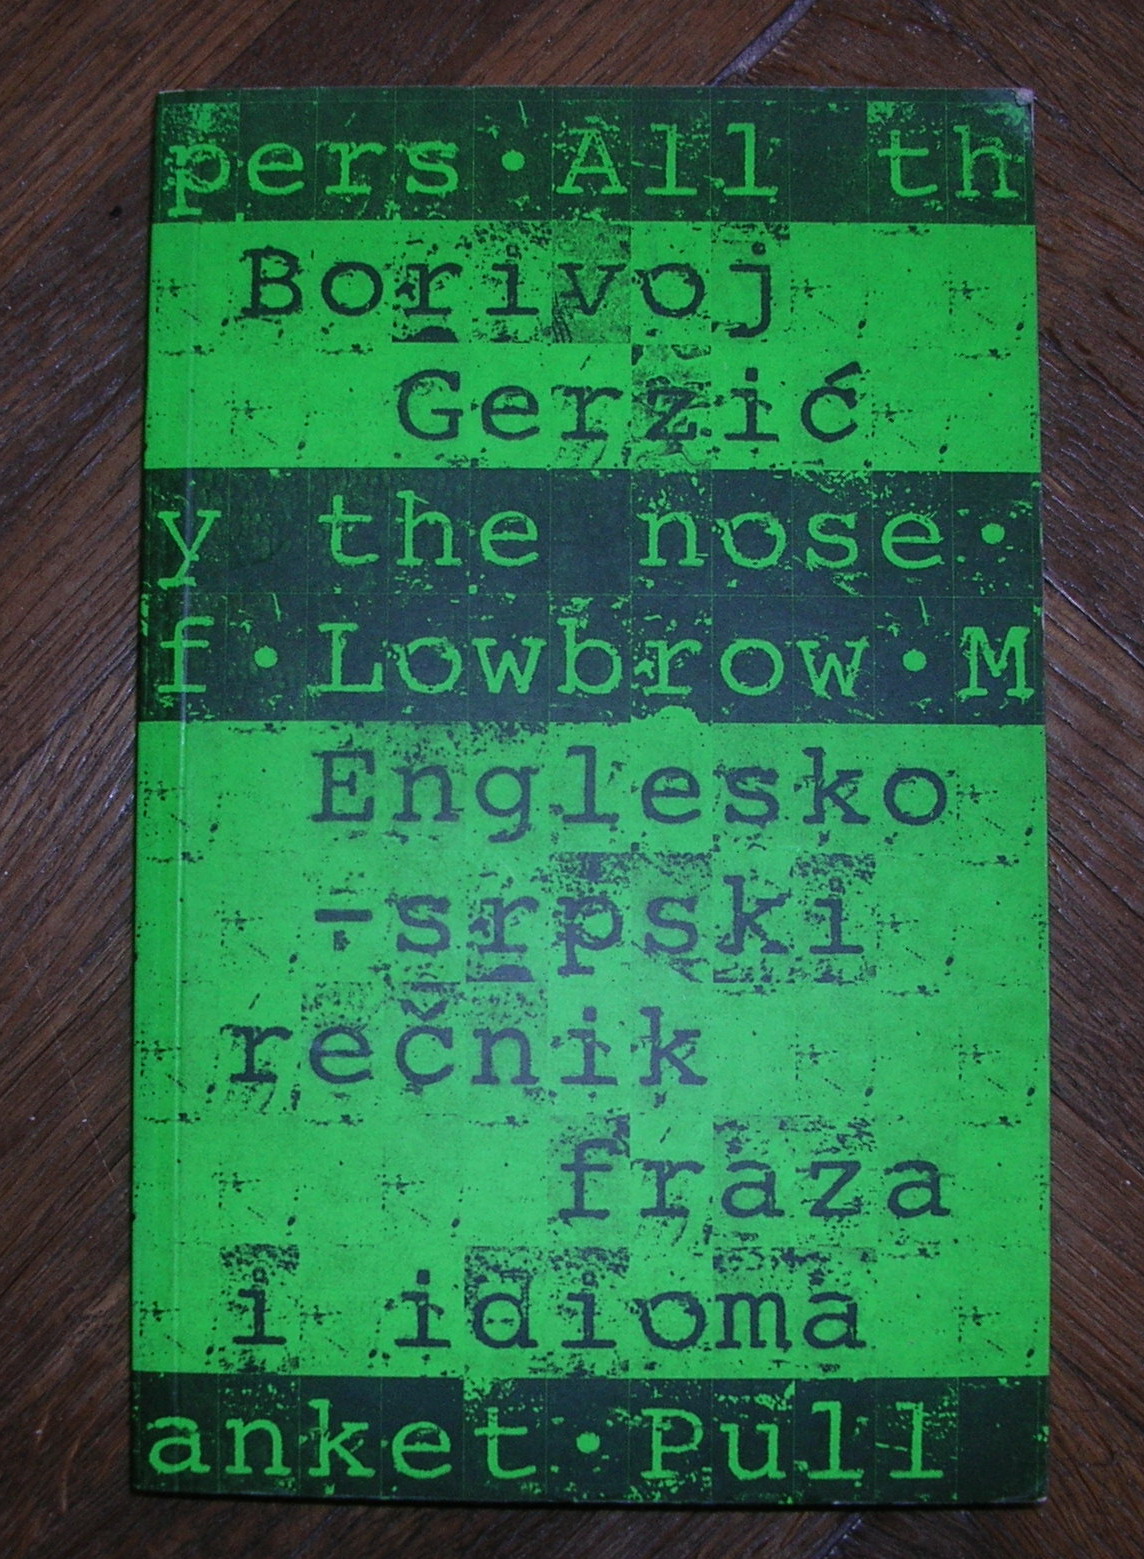 pers · All th
Borivoj
Gerzić
y the nose ·
f · Lowbrow · M
Englesko
-srpski
rečnik
fraza
i idioma
anket · Pull